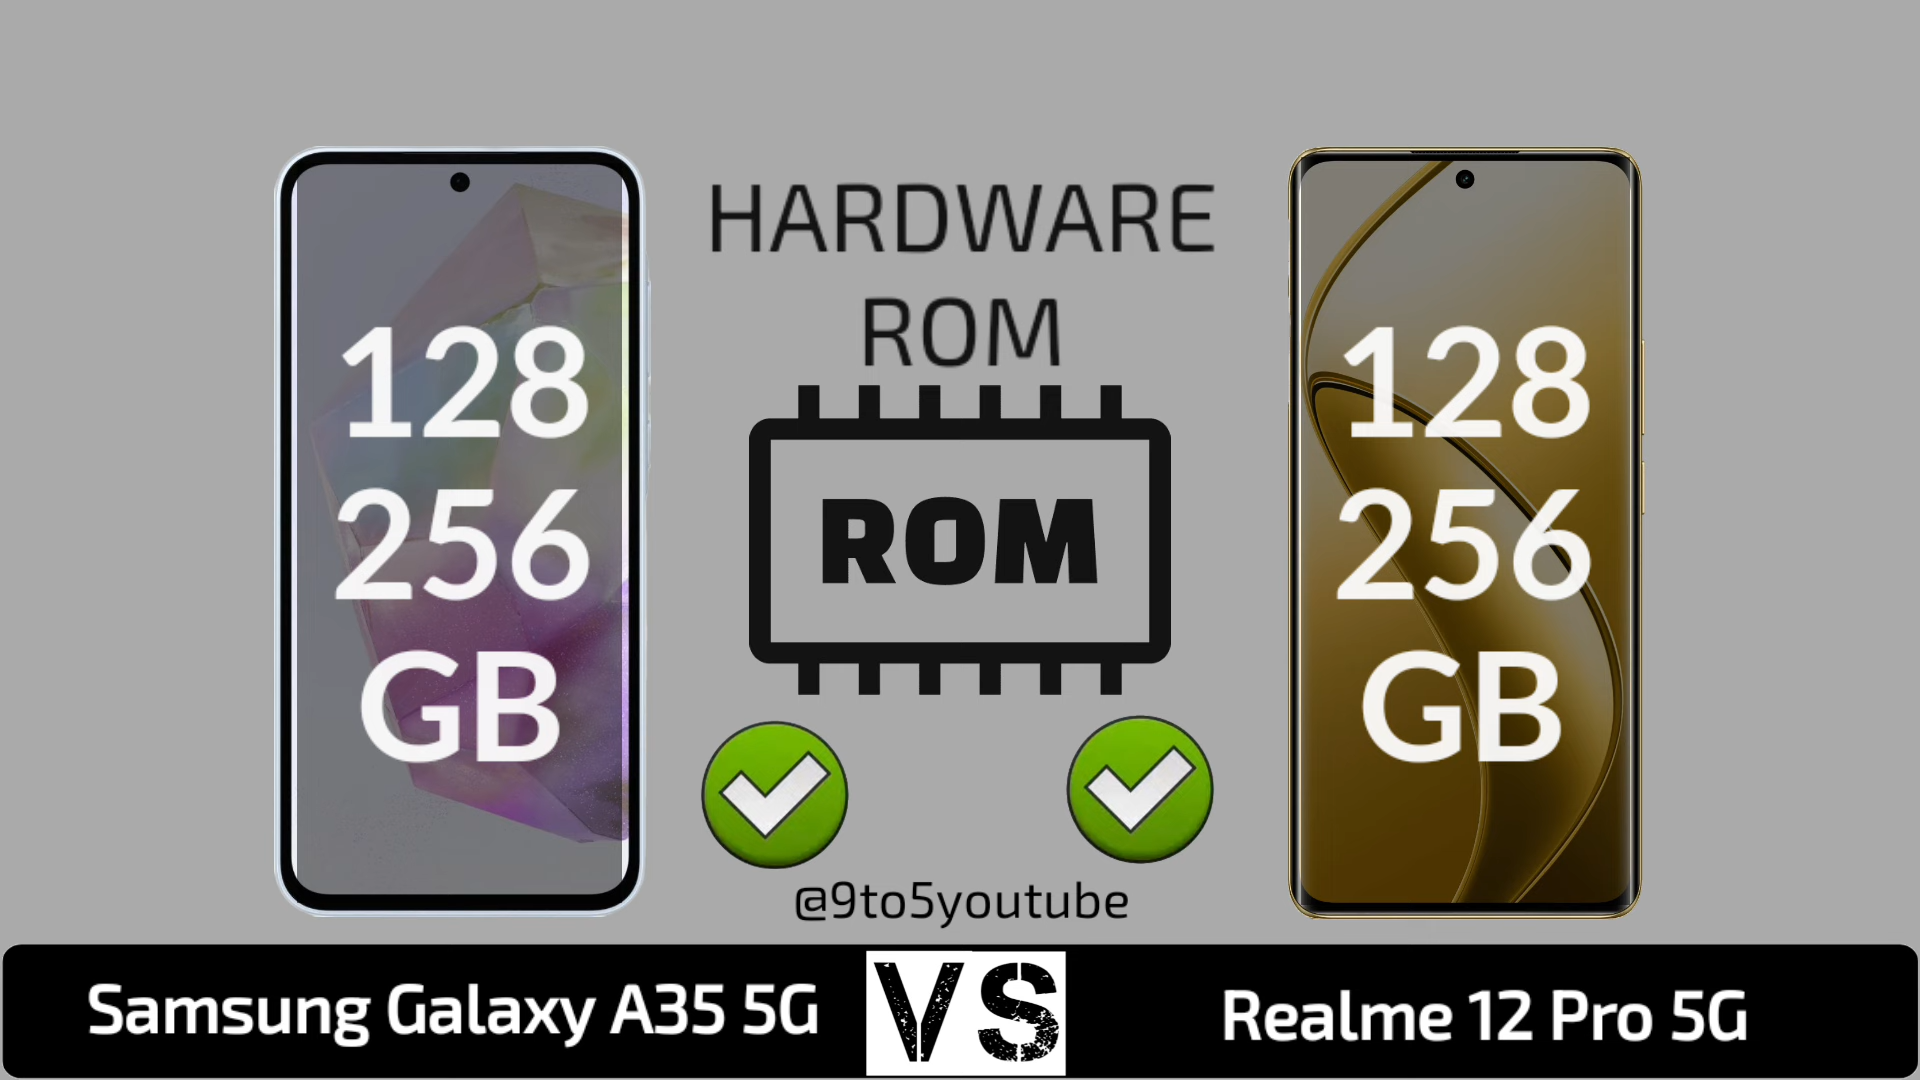 HARDWARE
ROM
128
256
GB
ROM
128
256
GB
@9to5youtube
Samsung Galaxy A35 5G
VS
Realme 12 Pro 5G